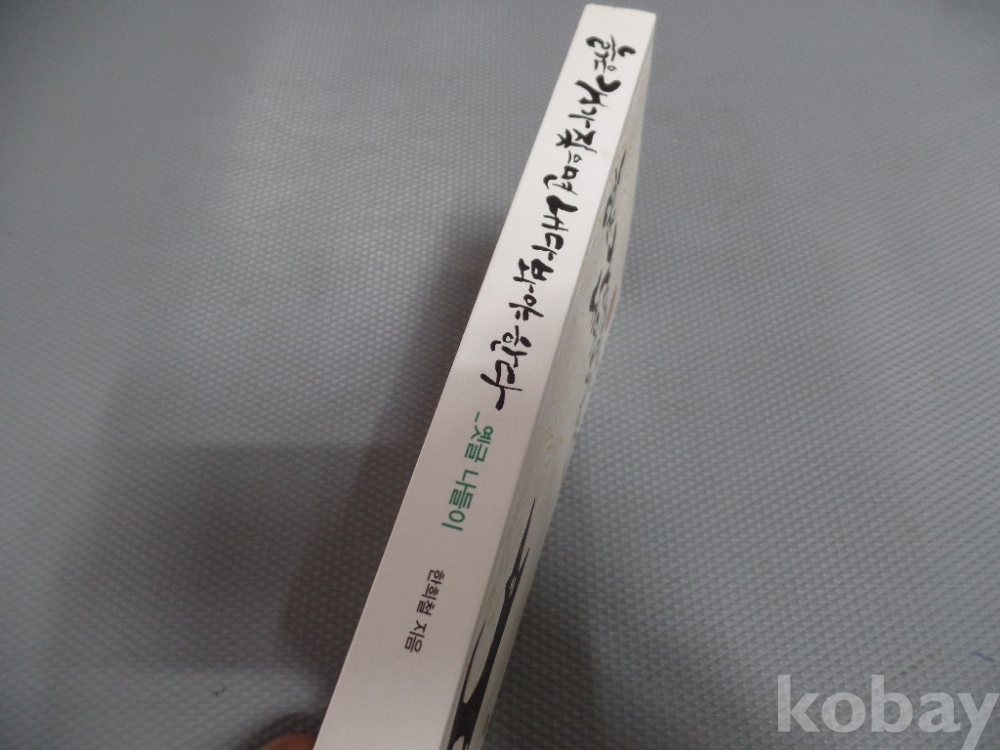 늙은 개가 짖으면 내다봐야 한다
_옛글 나들이
한희철 지음
kobay